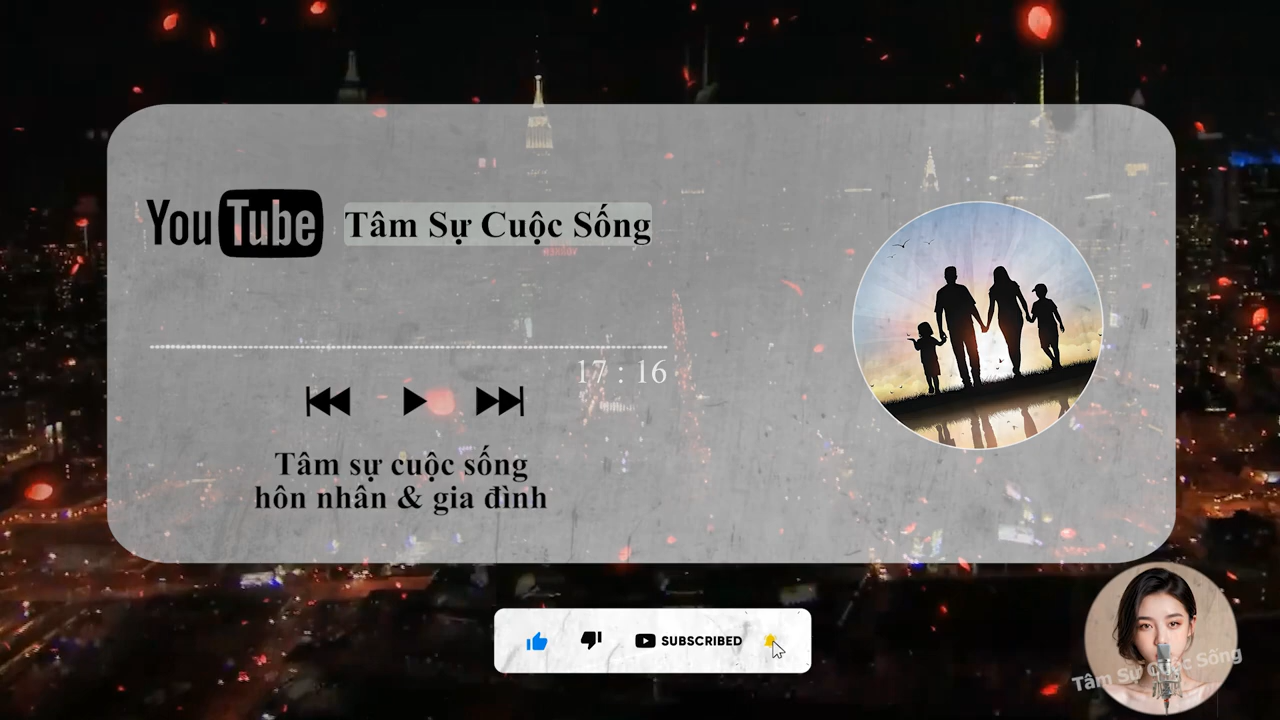 YouTube
Tâm Sự Cuộc Sống
17 : 16
Tâm sự cuộc sống
hôn nhân & gia đình
SUBSCRIBED
Tâm Sự Cuộc Sống